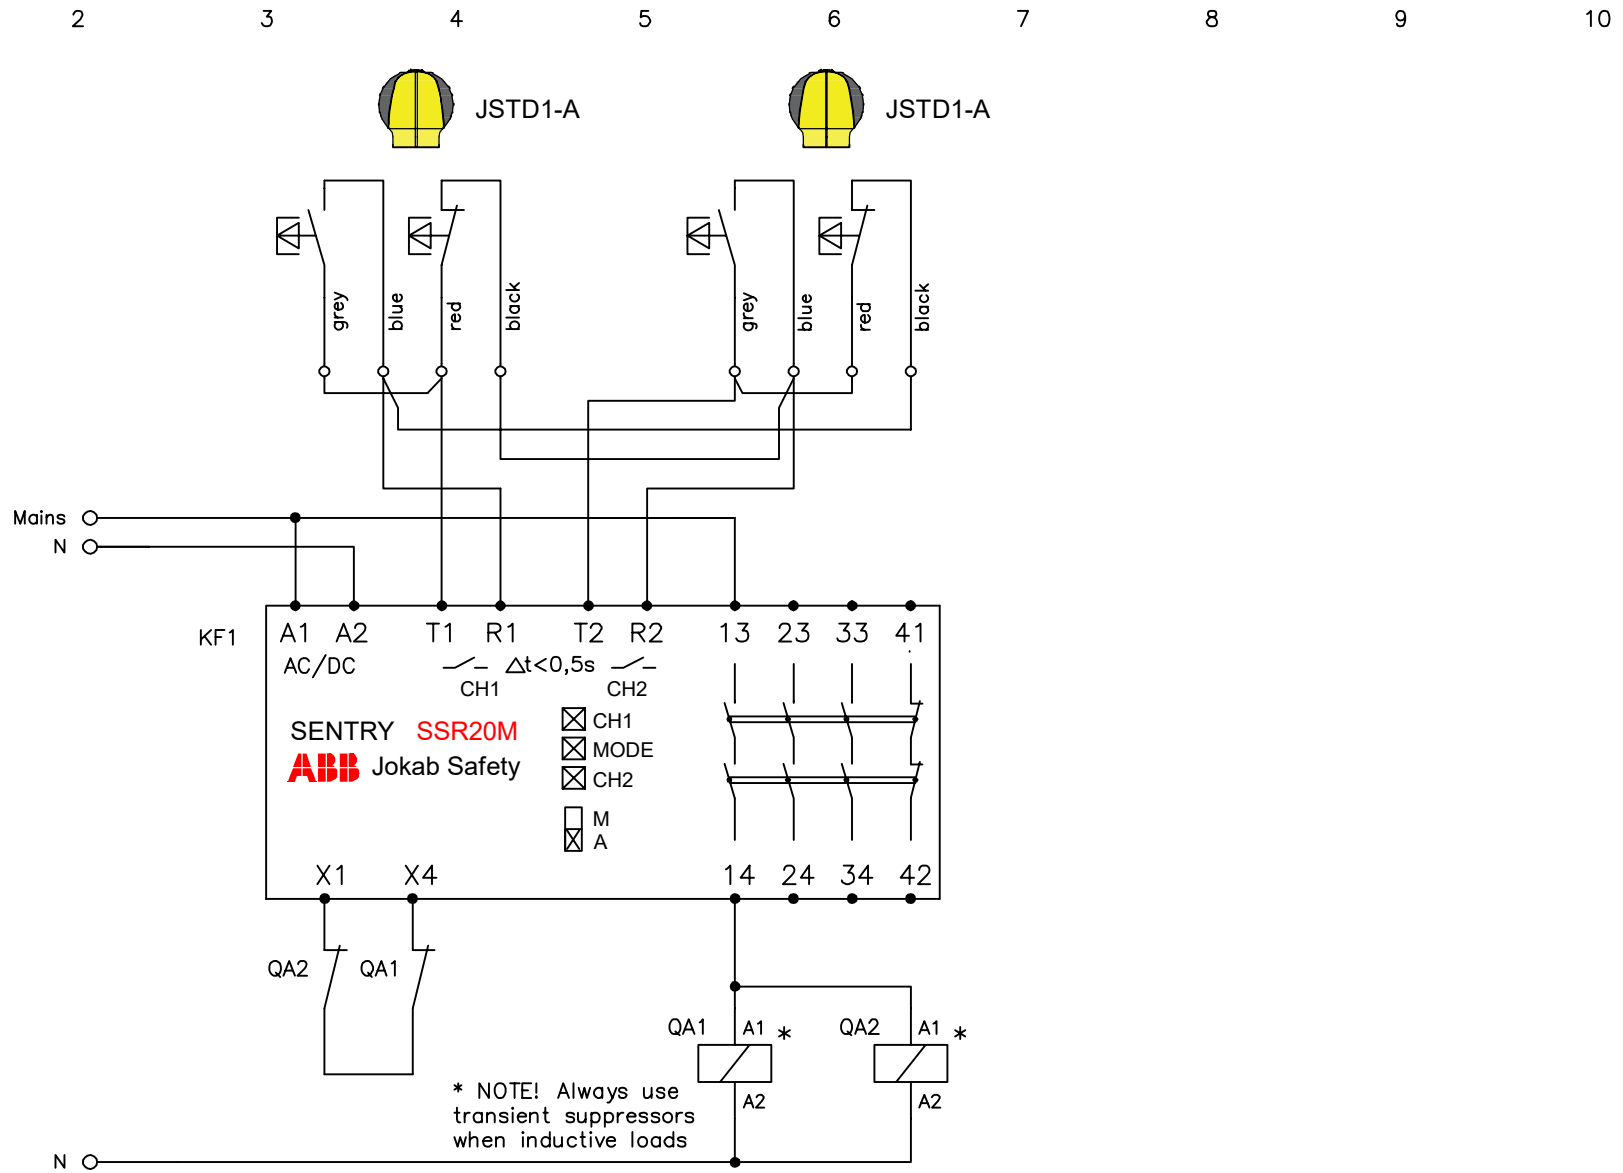 2 3 4 5 6 7 8 9 10
JSTD1-A JSTD1-A
grey blue red black grey blue red black
Mains
N
KF1
A1 A2 T1 R1 T2 R2 13 23 33 41
AC/DC Δt<0,5s
CH1 CH2
SENTRY SSR20M
ABB Jokab Safety
CH1
MODE
CH2
M
A
X1 X4 14 24 34 42
QA2 QA1
QA1 A1 * QA2 A1 *
A2 A2
* NOTE! Always use
transient suppressors
when inductive loads
N